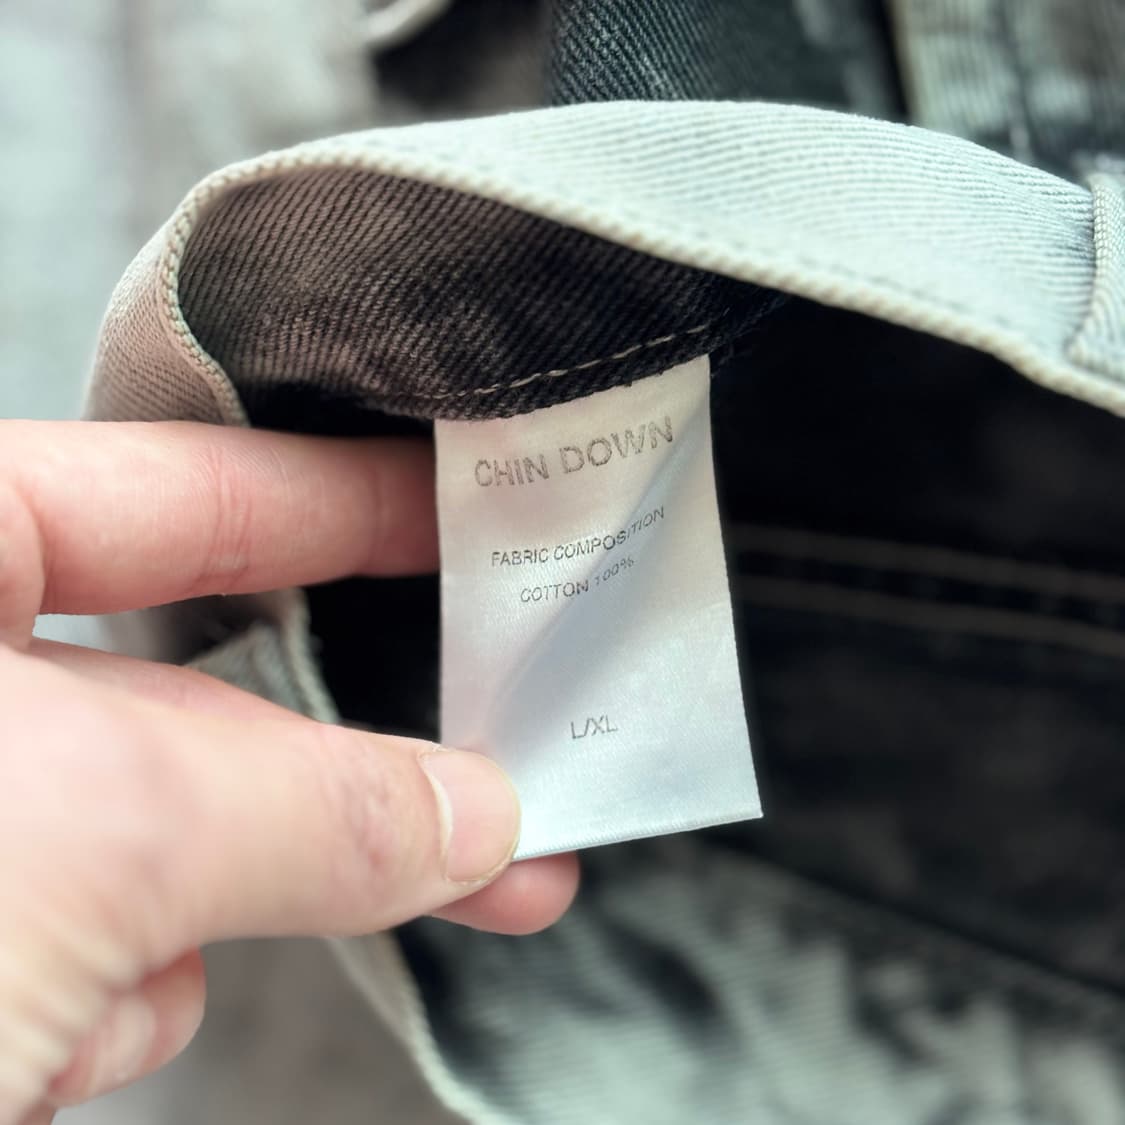 CHIN DOWN
FABRIC COMPOSITION
COTTON 100%
L/XL